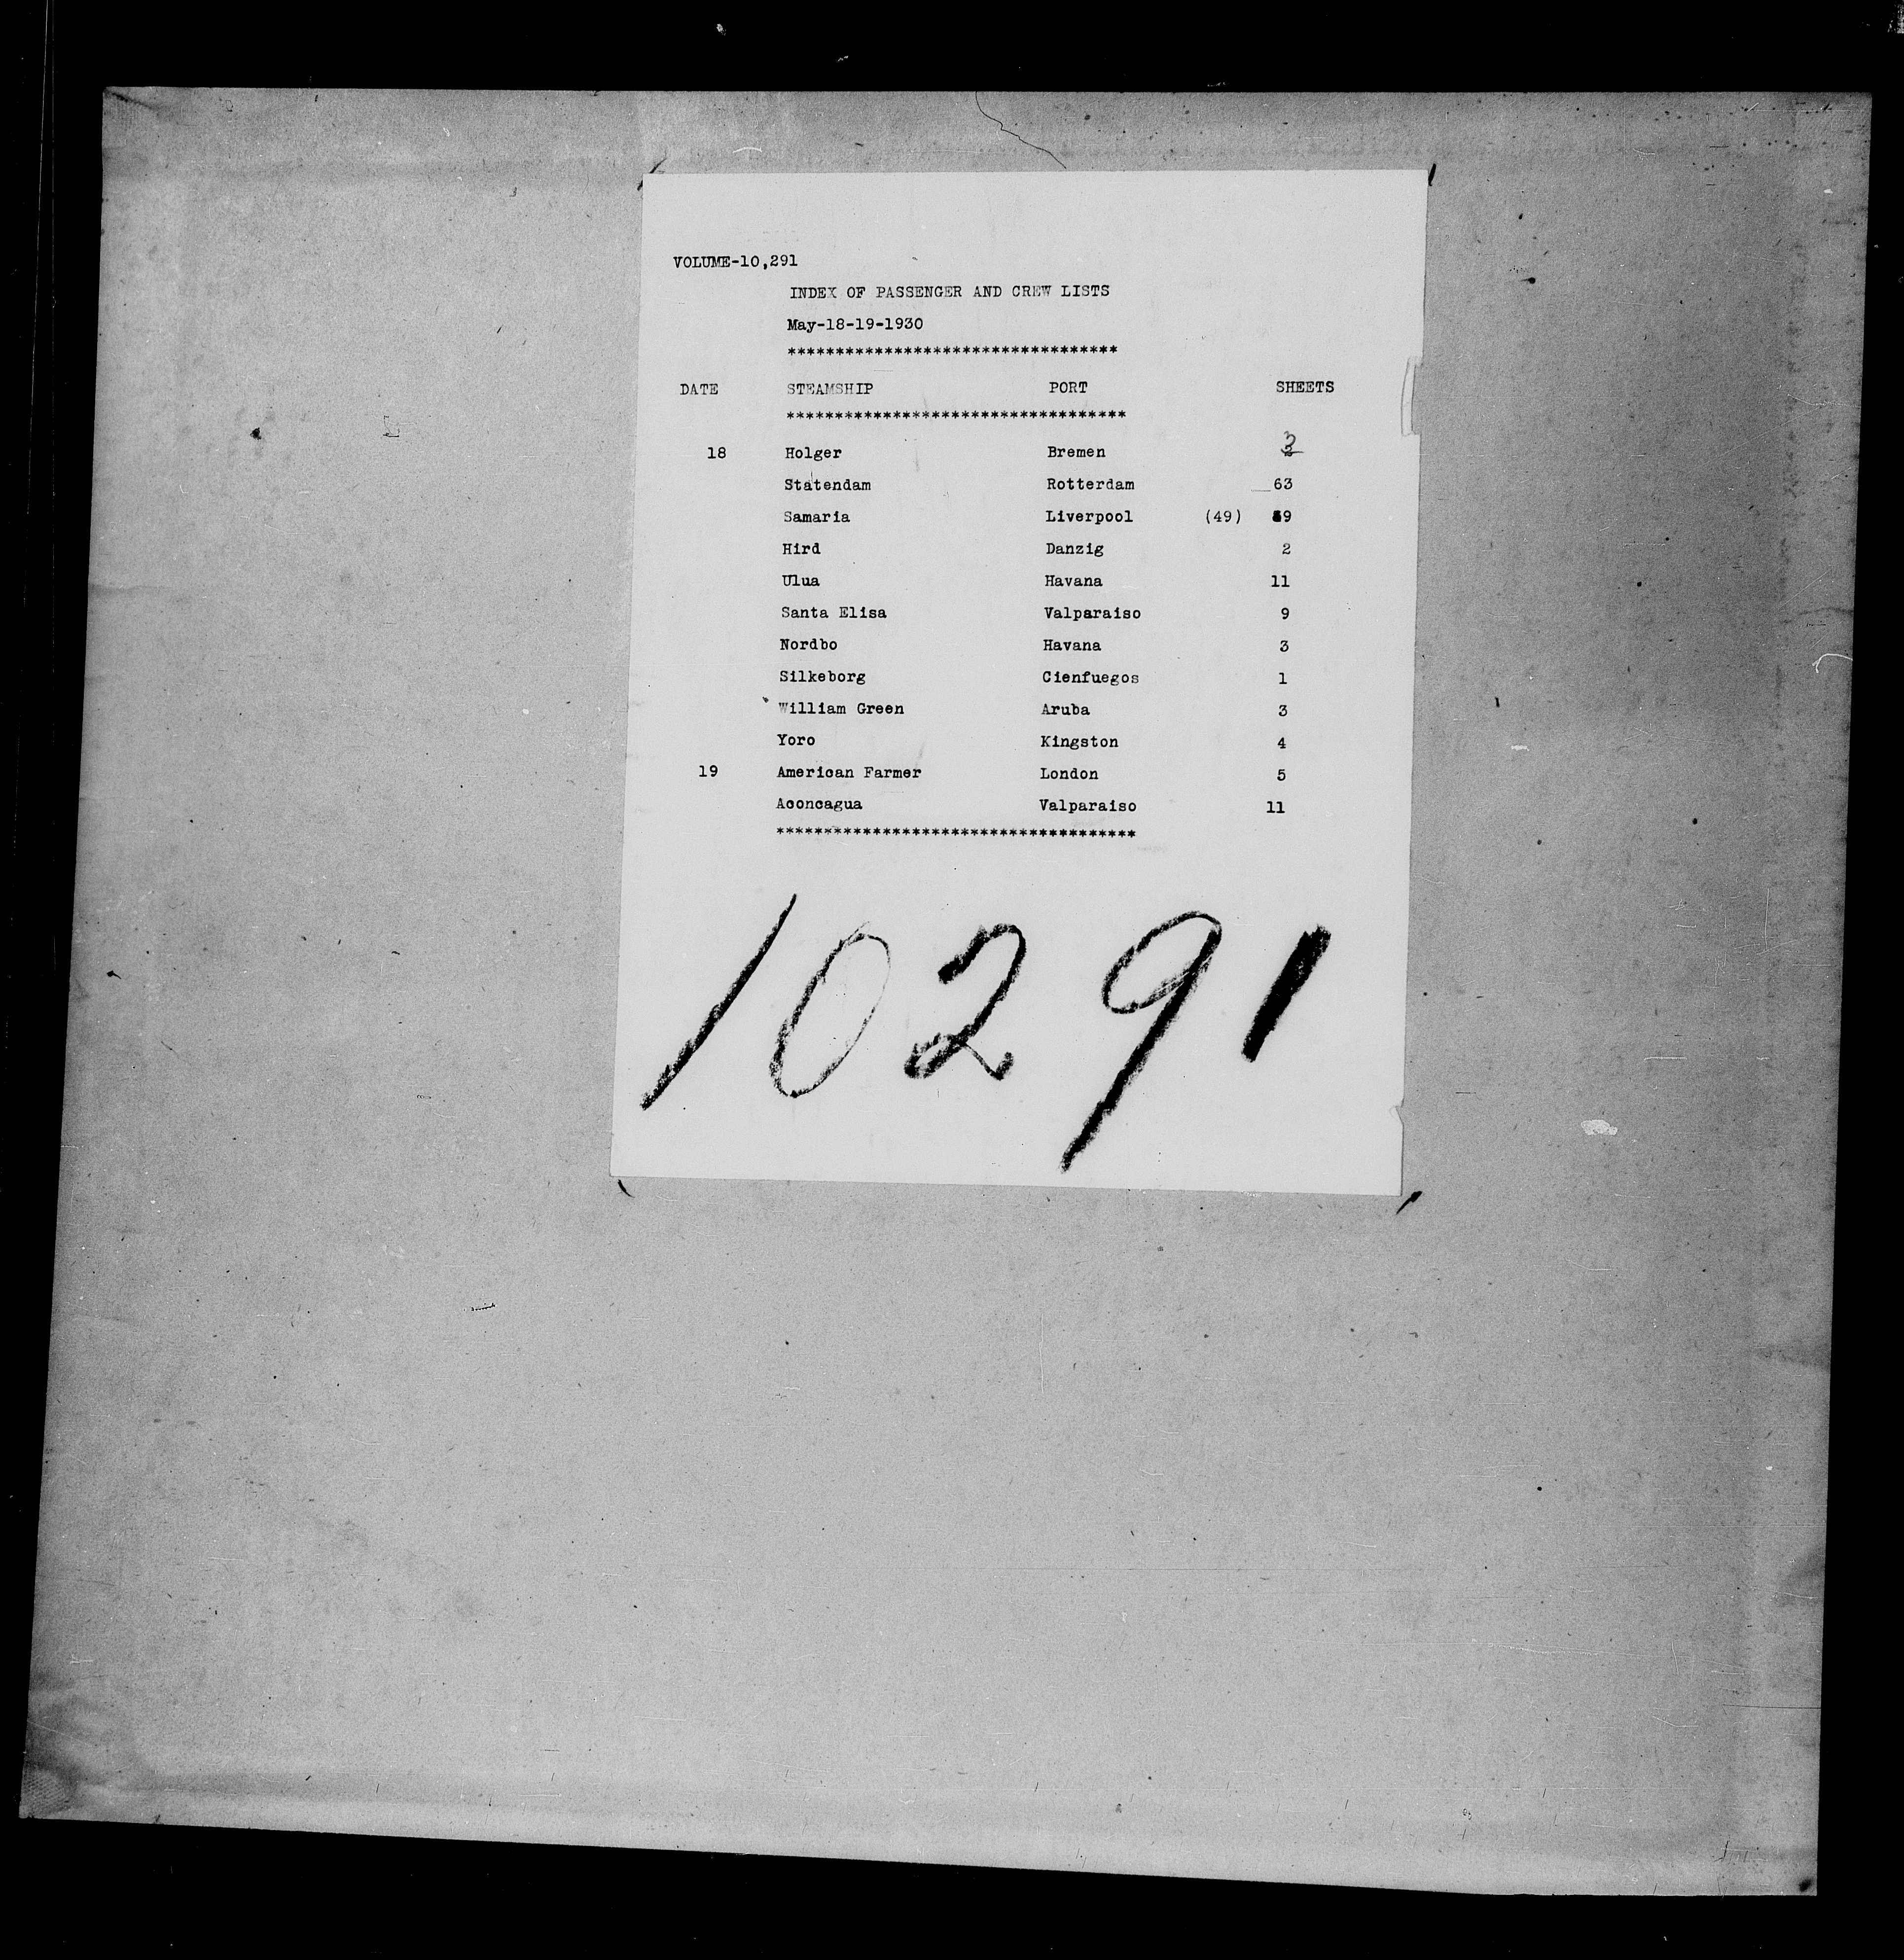 VOLUME-10,291
INDEX OF PASSENGER AND CREW LISTS
May-18-19-1930
**********************************
DATE STEAMSHIP PORT SHEETS
***********************************
18 Holger Bremen 3
Statendam Rotterdam 63
Samaria Liverpool (49) 9
Hird Danzig 2
Ulua Havana 11
Santa Elisa Valparaiso 9
Nordbo Havana 3
Silkeborg Cienfuegos 1
William Green Aruba 3
Yoro Kingston 4
19 American Farmer London 5
Aconcagua Valparaiso 11
*************************************
10291